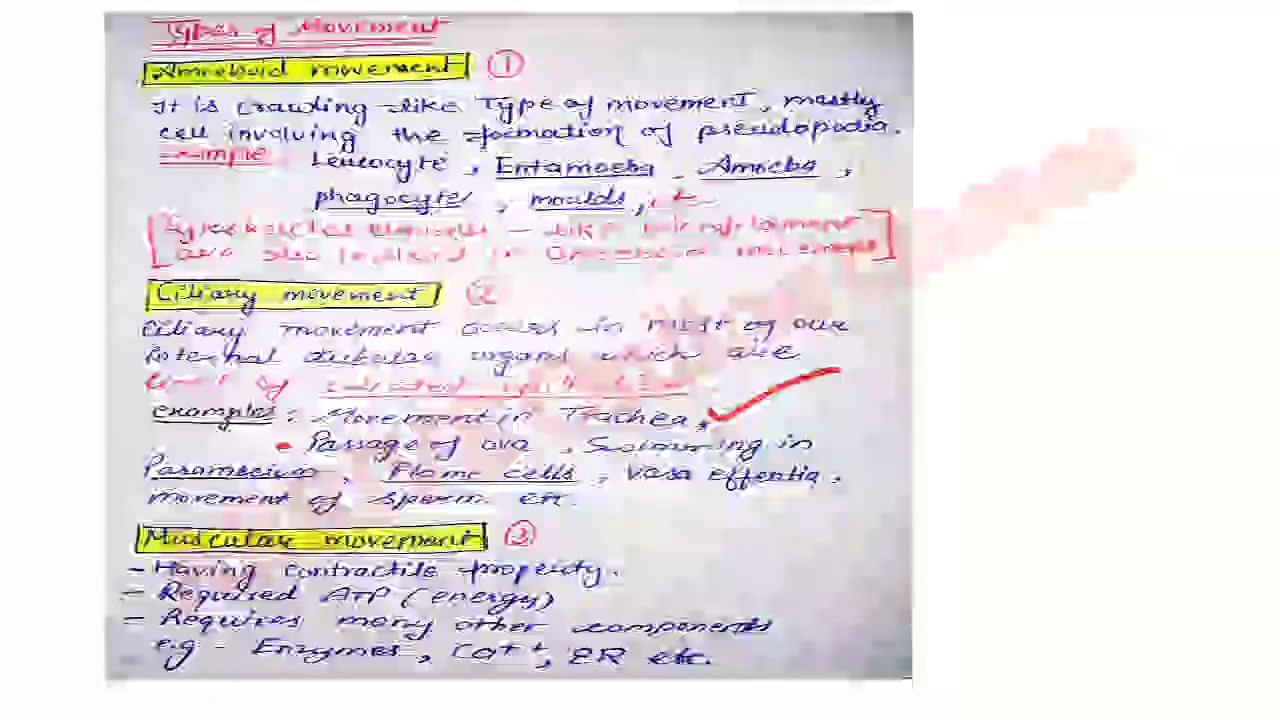 Types of Movement
Amoeboid movement ①
It is crawling-like Type of movement, mostly
cell involving the formation of pseudopodia.
Example: Leucocyte, Entamoeba, Amoeba,
phagocyte, moulds,
[Cytoskeletal elements - like microfilament
are also involved in Amoeboid movement]
Ciliary movement ②
Ciliary movement occurs in most of our
internal tubular organs which are
lined by ciliated epithelium.
examples: Movement in Trachea,
• Passage of ova, Swimming in
Paramecium, Flame cells, vasa effentia,
movement of sperm etc.
Muscular movement ③
- Having contractile property.
- Required ATP (energy)
- Requires many other components
e.g - Enzymes, Ca++, ER etc.